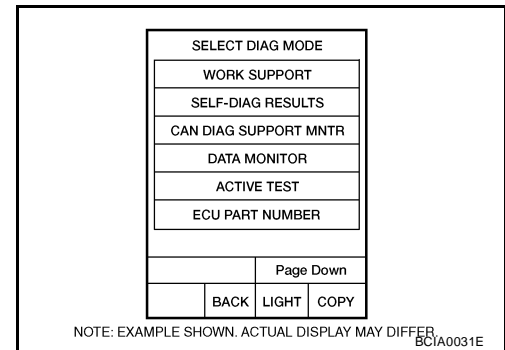 SELECT DIAG MODE
WORK SUPPORT
SELF-DIAG RESULTS
CAN DIAG SUPPORT MNTR
DATA MONITOR
ACTIVE TEST
ECU PART NUMBER
Page Down
BACK LIGHT COPY
NOTE: EXAMPLE SHOWN. ACTUAL DISPLAY MAY DIFFER.
BCIA0031E